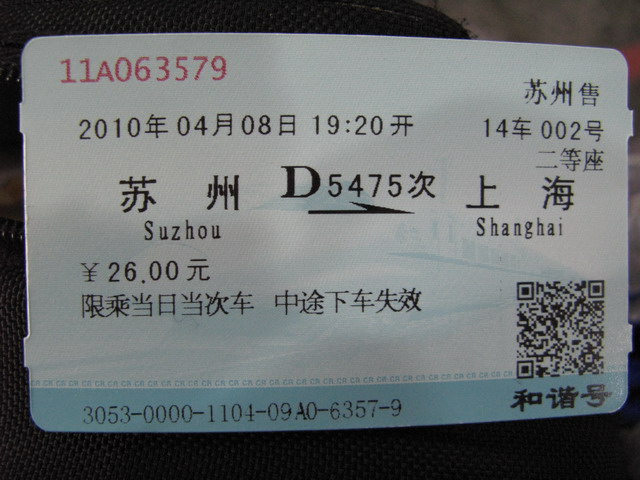 11A063579
苏州售
2010年04月08日 19:20开 14车 002号
二等座
苏州 D5475次 上海
Suzhou Shanghai
￥26.00元
限乘当日当次车 中途下车失效
和谐号
3053-0000-1104-09A0-6357-9